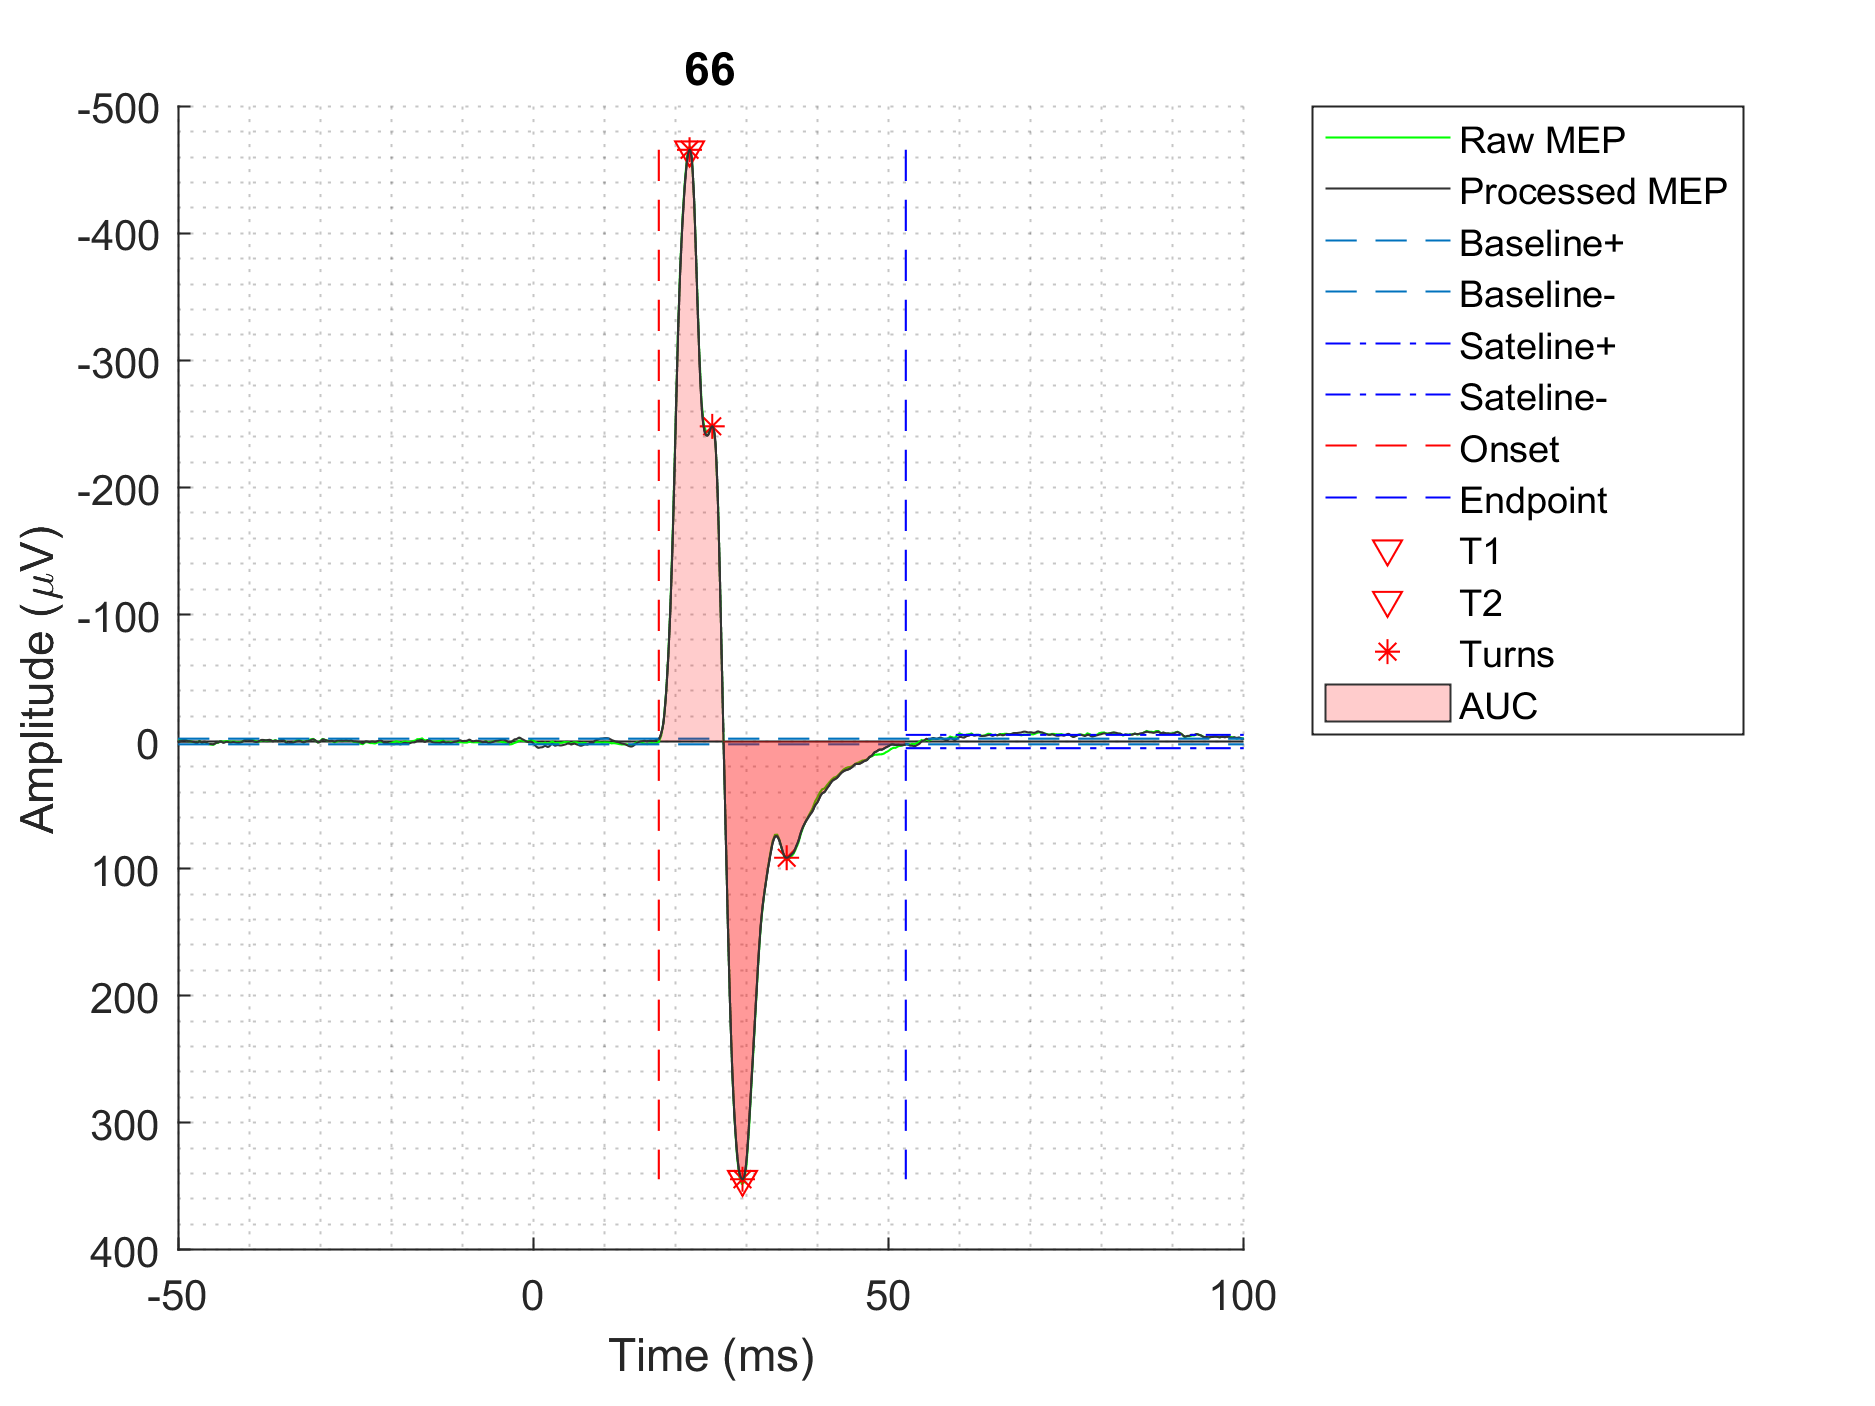 66
-500
-400
-300
-200
-100
0
100
200
300
400
Amplitude (μV)
-50
0
50
100
Time (ms)
Raw MEP
Processed MEP
Baseline+
Baseline-
Sateline+
Sateline-
Onset
Endpoint
T1
T2
Turns
AUC